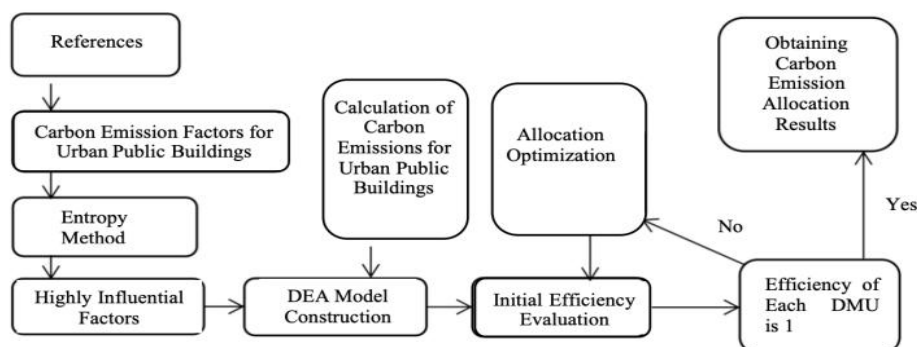 References
Carbon Emission Factors for
Urban Public Buildings
Entropy
Method
Highly Influential
Factors
Calculation of
Carbon
Emissions for
Urban Public
Buildings
DEA Model
Construction
Allocation
Optimization
Initial Efficiency
Evaluation
No
Obtaining
Carbon
Emission
Allocation
Results
Yes
Efficiency of
Each DMU
is 1